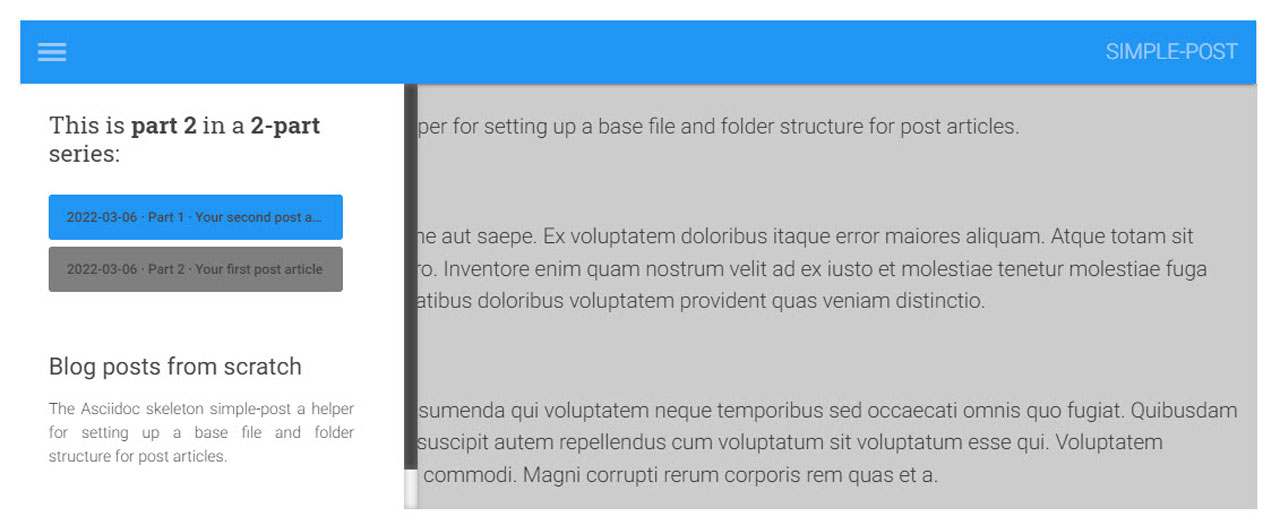 SIMPLE-POST
This is part 2 in a 2-part
series:
2022-03-06 · Part 1 · Your second post a...
2022-03-06 · Part 2 · Your first post article
Blog posts from scratch
The Asciidoc skeleton simple-post a helper
for setting up a base file and folder
structure for post articles.
for setting up a base file and folder structure for post articles.
aut saepe. Ex voluptatem doloribus itaque error maiores aliquam. Atque totam sit
Inventore enim quam nostrum velit ad ex iusto et molestiae tenetur molestiae fuga
doloribus voluptatem provident quas veniam distinctio.
sumenda qui voluptatem neque temporibus sed occaecati omnis quo fugiat. Quibusdam
suscipit autem repellendus cum voluptatum sit voluptatum esse qui. Voluptatem
commodi. Magni corrupti rerum corporis rem quas et a.